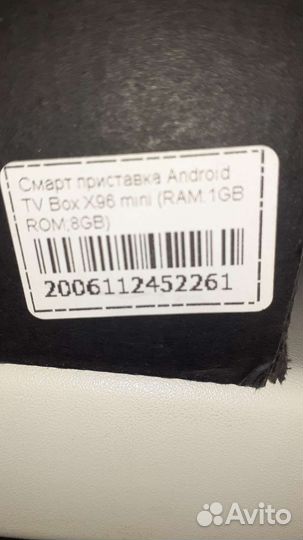 Смарт приставка Android
TV Box X96 mini (RAM:1GB
ROM:8GB)
2006112452261
Avito